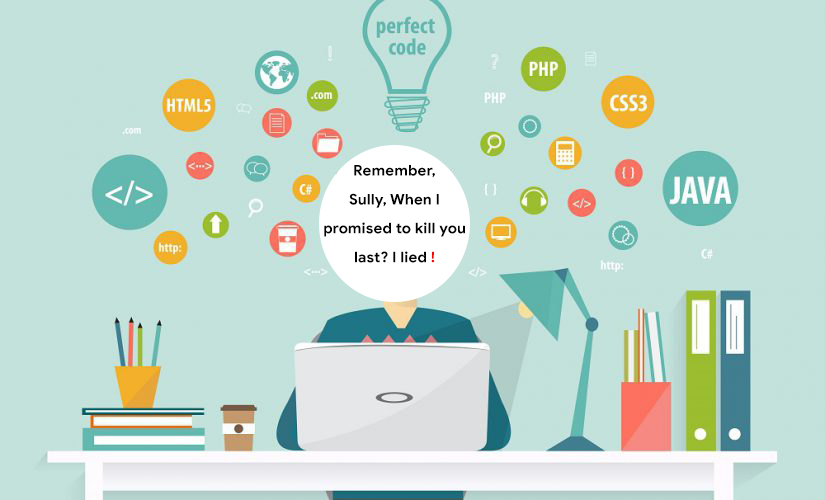 perfect
code
PHP
HTML5
.com
CSS3
PHP
.com
</>
<···>
C#
{ }
JAVA
{ }
</>
Remember,
Sully, When I
promised to kill you
last? I lied !
http:
<···>
</>
http:
C#